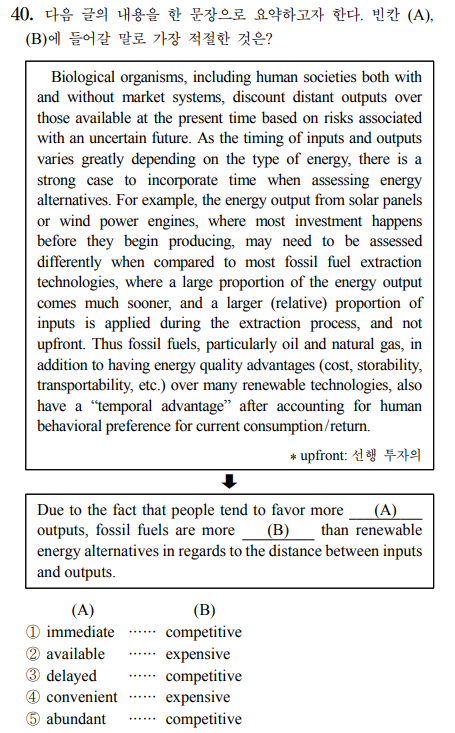 40. 다음 글의 내용을 한 문장으로 요약하고자 한다. 빈칸 (A),
(B)에 들어갈 말로 가장 적절한 것은?
Biological organisms, including human societies both with
and without market systems, discount distant outputs over
those available at the present time based on risks associated
with an uncertain future. As the timing of inputs and outputs
varies greatly depending on the type of energy, there is a
strong case to incorporate time when assessing energy
alternatives. For example, the energy output from solar panels
or wind power engines, where most investment happens
before they begin producing, may need to be assessed
differently when compared to most fossil fuel extraction
technologies, where a large proportion of the energy output
comes much sooner, and a larger (relative) proportion of
inputs is applied during the extraction process, and not
upfront. Thus fossil fuels, particularly oil and natural gas, in
addition to having energy quality advantages (cost, storability,
transportability, etc.) over many renewable technologies, also
have a “temporal advantage” after accounting for human
behavioral preference for current consumption/return.
* upfront: 선행 투자의
Due to the fact that people tend to favor more (A)
outputs, fossil fuels are more (B) than renewable
energy alternatives in regards to the distance between inputs
and outputs.
(A) (B)
① immediate …… competitive
② available …… expensive
③ delayed …… competitive
④ convenient …… expensive
⑤ abundant …… competitive